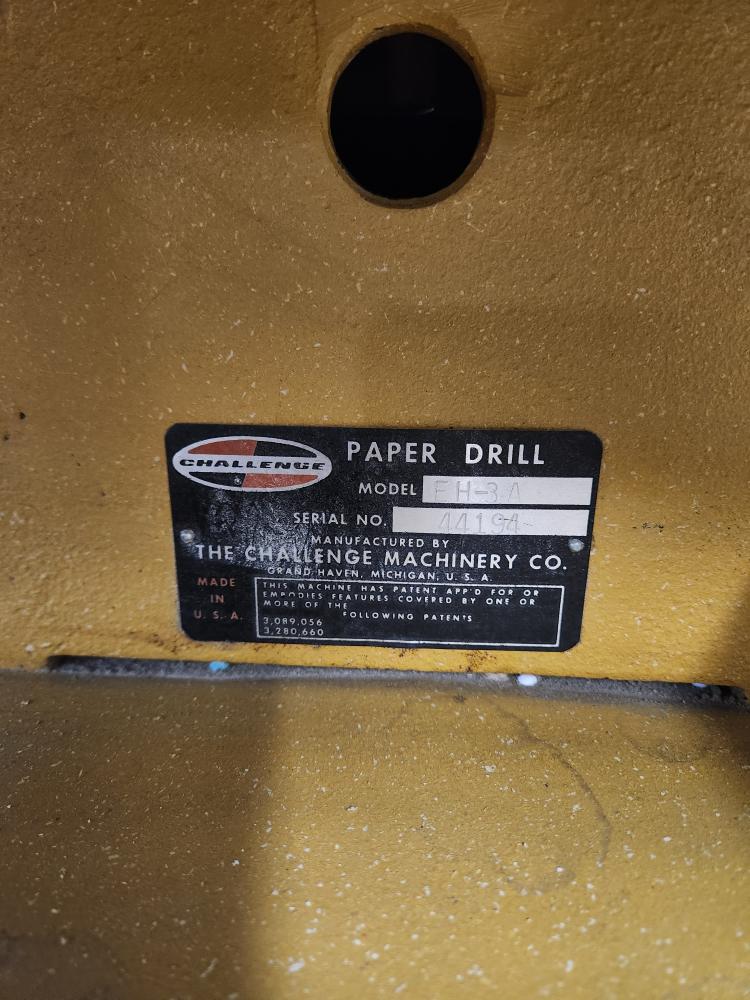 CHALLENGE
PAPER DRILL
MODEL EH-3A
SERIAL NO. 44194
MANUFACTURED BY
THE CHALLENGE MACHINERY CO.
GRAND HAVEN, MICHIGAN, U. S. A.
MADE
IN
U. S. A.
THIS MACHINE HAS PATENT APP'D FOR OR
EMPODIES FEATURES COVERED BY ONE OR
MORE OF THE
FOLLOWING PATENTS
3,089,056
3,280,660